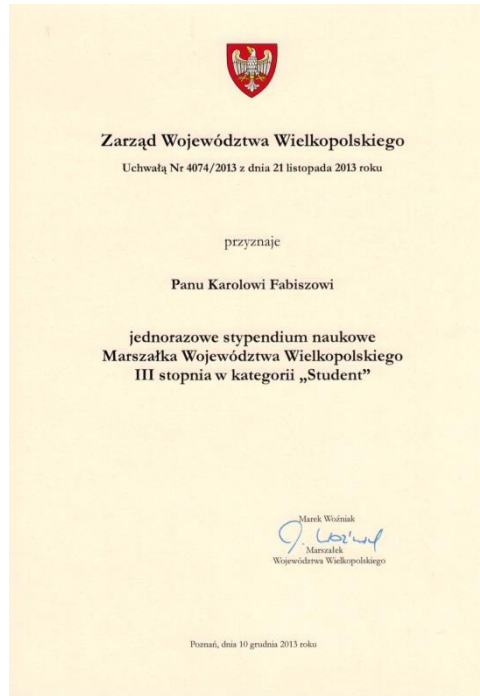 Zarząd Województwa Wielkopolskiego
Uchwałą Nr 4074/2013 z dnia 21 listopada 2013 roku
przyznaje
Panu Karolowi Fabiszowi
jednorazowe stypendium naukowe
Marszałka Województwa Wielkopolskiego
III stopnia w kategorii „Student”
Marek Woźniak
Marszałek
Województwa Wielkopolskiego
Poznań, dnia 10 grudnia 2013 roku